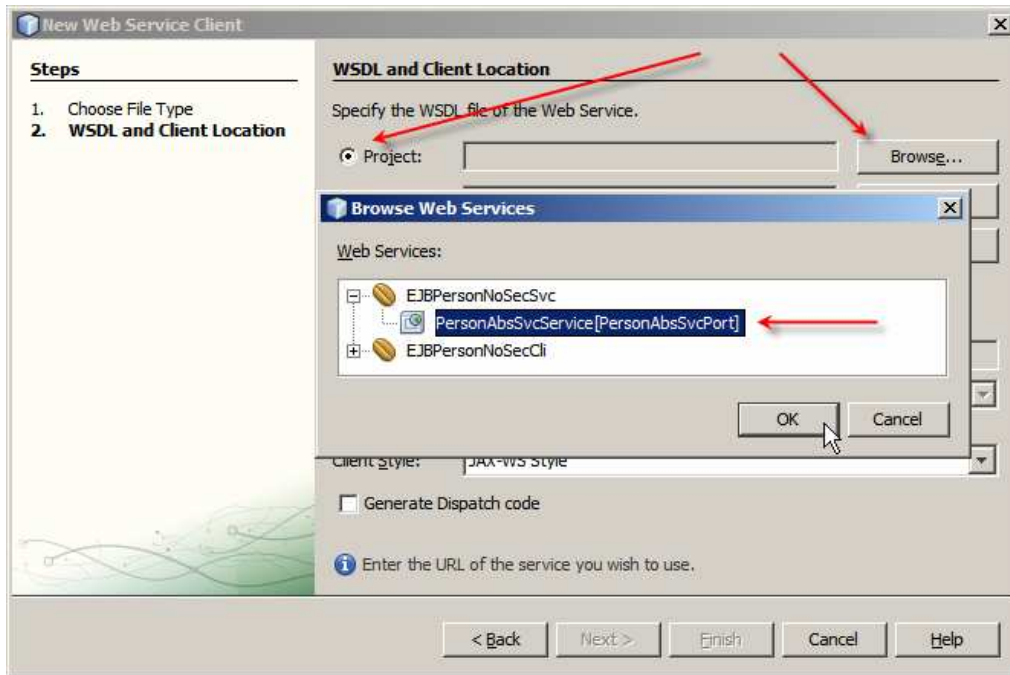 New Web Service Client
Steps
1. Choose File Type
2. WSDL and Client Location
WSDL and Client Location
Specify the WSDL file of the Web Service.
Project:
Browse...
Browse Web Services
Web Services:
EJBPersonNoSecSvc
PersonAbsSvcService[PersonAbsSvcPort]
EJBPersonNoSecCli
OK
Cancel
Client Style:
JAX-WS Style
Generate Dispatch code
Enter the URL of the service you wish to use.
< Back
Next >
Finish
Cancel
Help